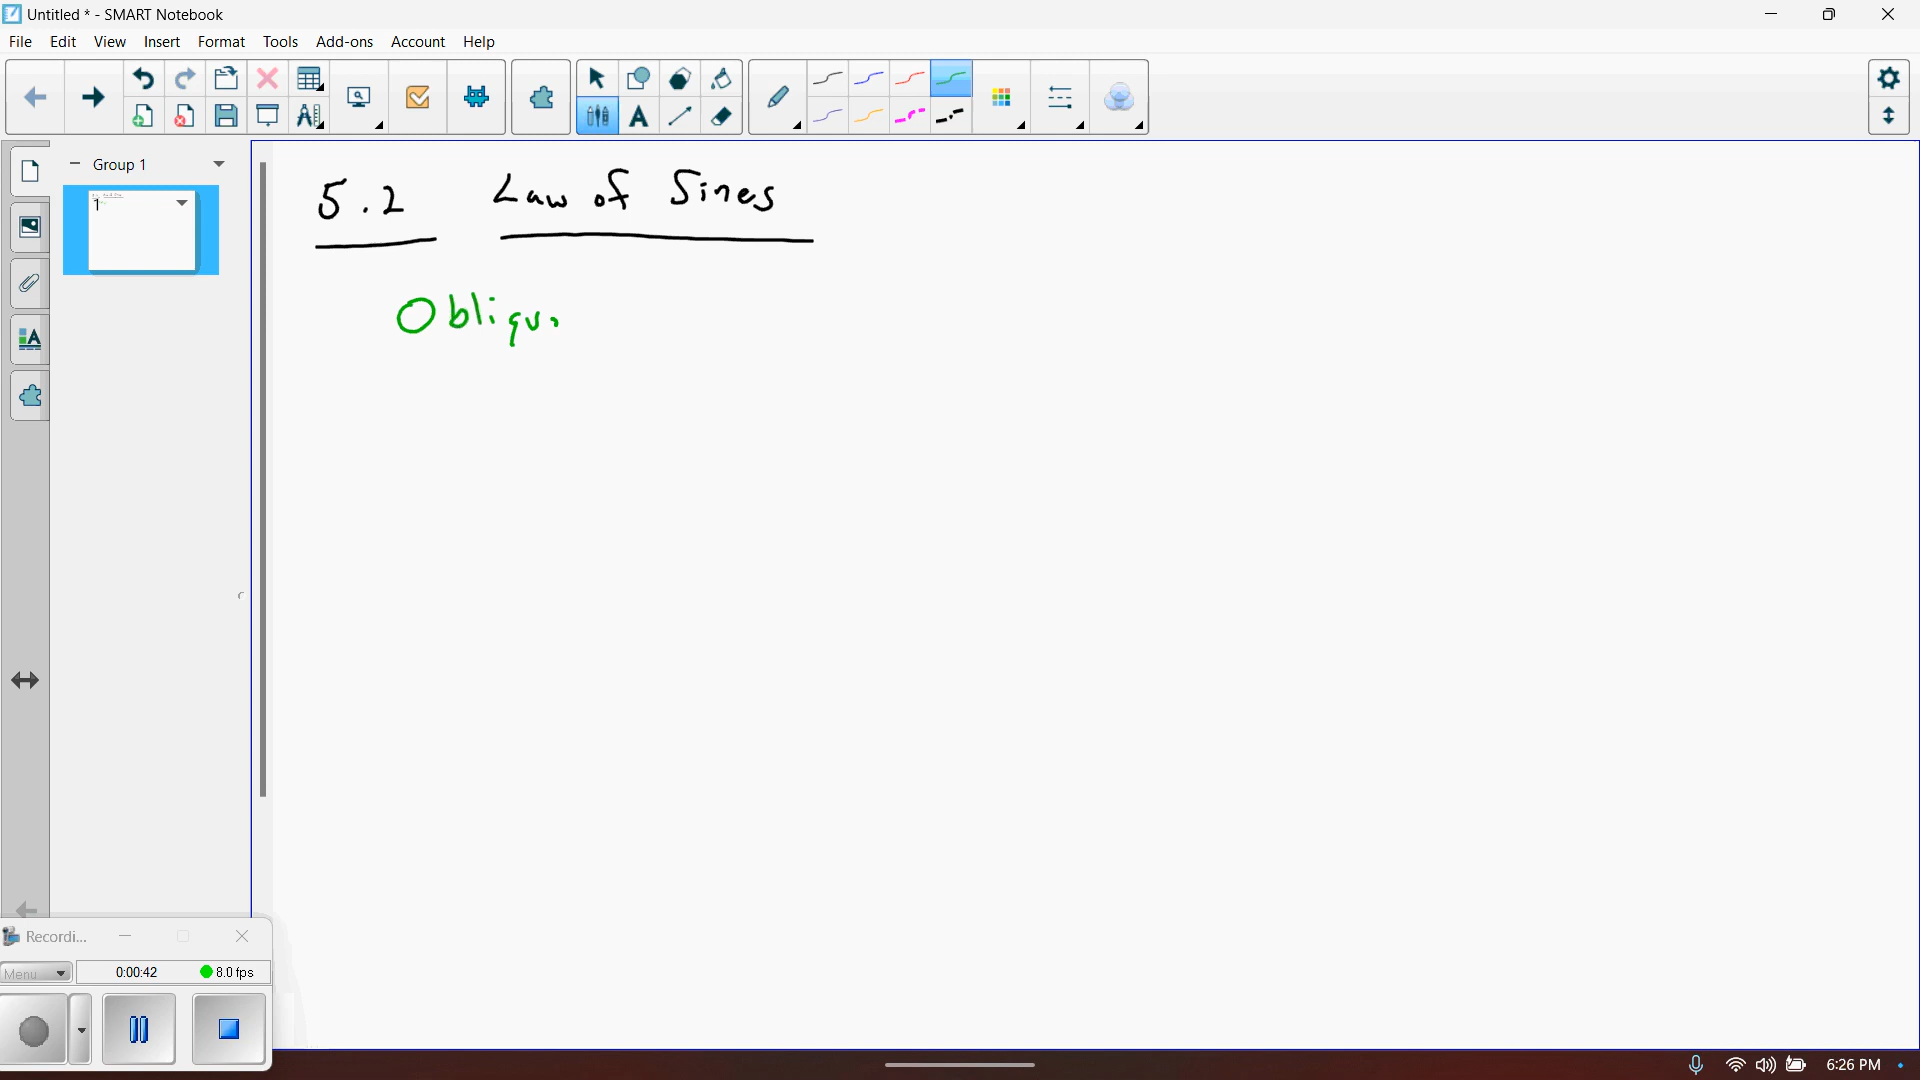 Untitled * - SMART Notebook
File Edit View Insert Format Tools Add-ons Account Help
Group 1
1
5.2 Law of Sines
Obliqu
Recordi...
Menu 0:00:42 8.0 fps
6:26 PM